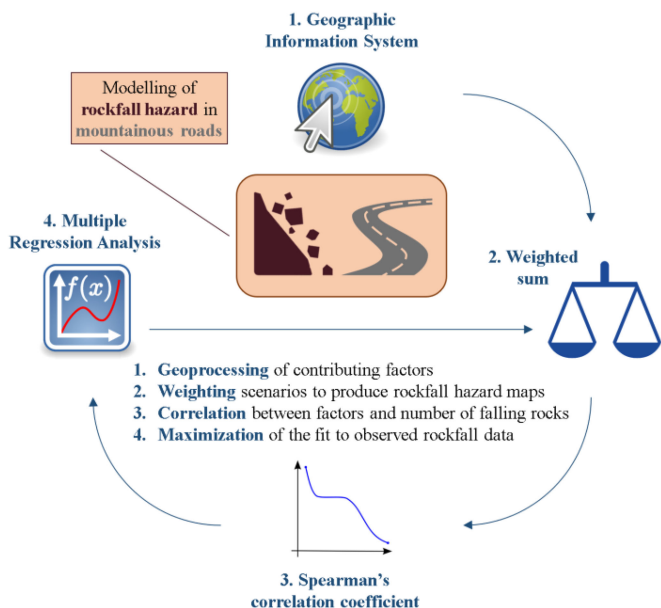 1. Geographic
Information System
Modelling of
rockfall hazard in
mountainous roads
4. Multiple
Regression Analysis
f(x)
2. Weighted
sum
1. Geoprocessing of contributing factors
2. Weighting scenarios to produce rockfall hazard maps
3. Correlation between factors and number of falling rocks
4. Maximization of the fit to observed rockfall data
3. Spearman's
correlation coefficient